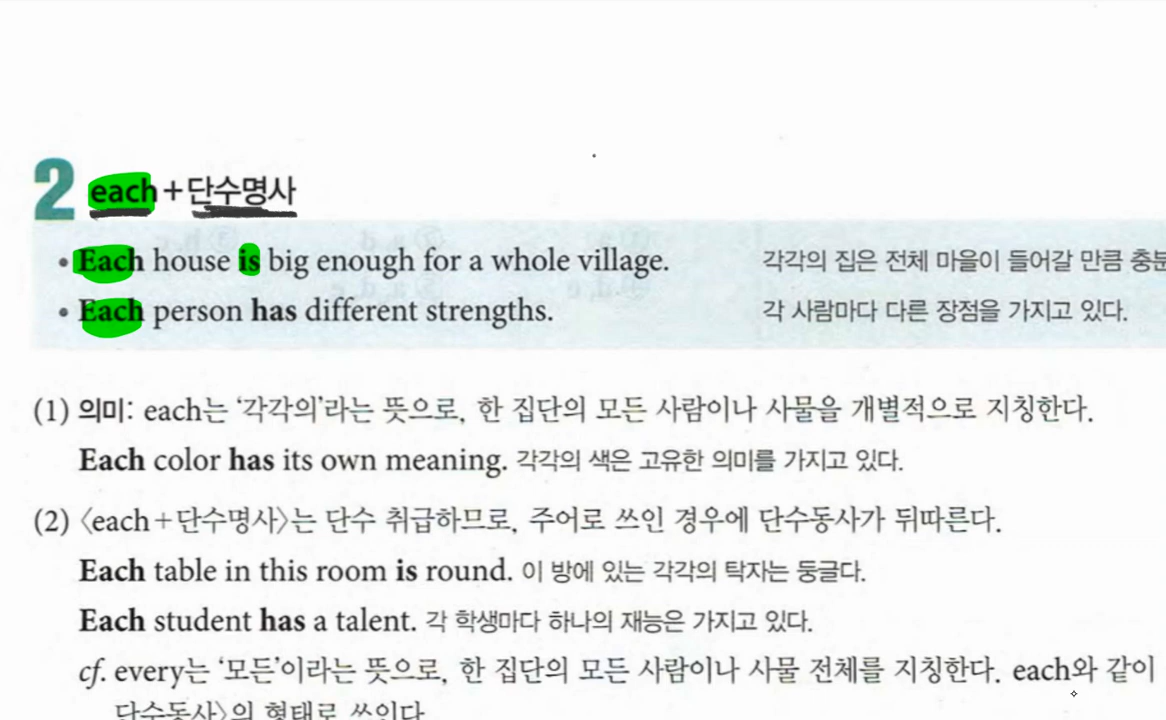 2 each+단수명사
• Each house is big enough for a whole village. 각각의 집은 전체 마을이 들어갈 만큼 충분
• Each person has different strengths. 각 사람마다 다른 장점을 가지고 있다.
(1) 의미: each는 ‘각각의’라는 뜻으로, 한 집단의 모든 사람이나 사물을 개별적으로 지칭한다.
Each color has its own meaning. 각각의 색은 고유한 의미를 가지고 있다.
(2) 〈each+단수명사〉는 단수 취급하므로, 주어로 쓰인 경우에 단수동사가 뒤따른다.
Each table in this room is round. 이 방에 있는 각각의 탁자는 둥글다.
Each student has a talent. 각 학생마다 하나의 재능은 가지고 있다.
cf. every는 ‘모든’이라는 뜻으로, 한 집단의 모든 사람이나 사물 전체를 지칭한다. each와 같이
단수동사〉의 형태로 쓰인다